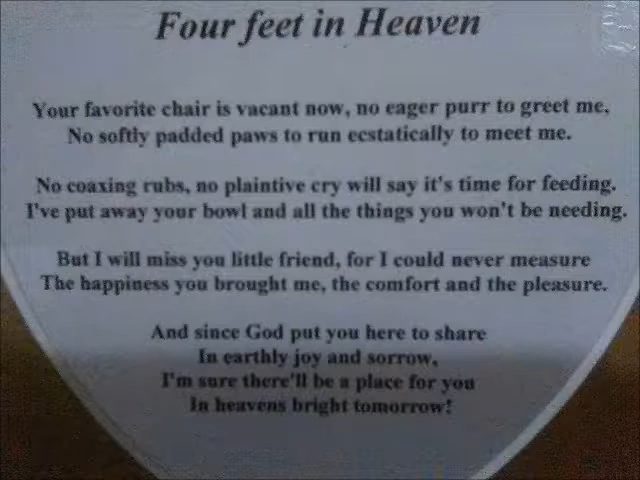 Four feet in Heaven
Your favorite chair is vacant now, no eager purr to greet me,
No softly padded paws to run ecstatically to meet me.
No coaxing rubs, no plaintive cry will say it's time for feeding.
I've put away your bowl and all the things you won't be needing.
But I will miss you little friend, for I could never measure
The happiness you brought me, the comfort and the pleasure.
And since God put you here to share
In earthly joy and sorrow,
I'm sure there'll be a place for you
In heavens bright tomorrow!